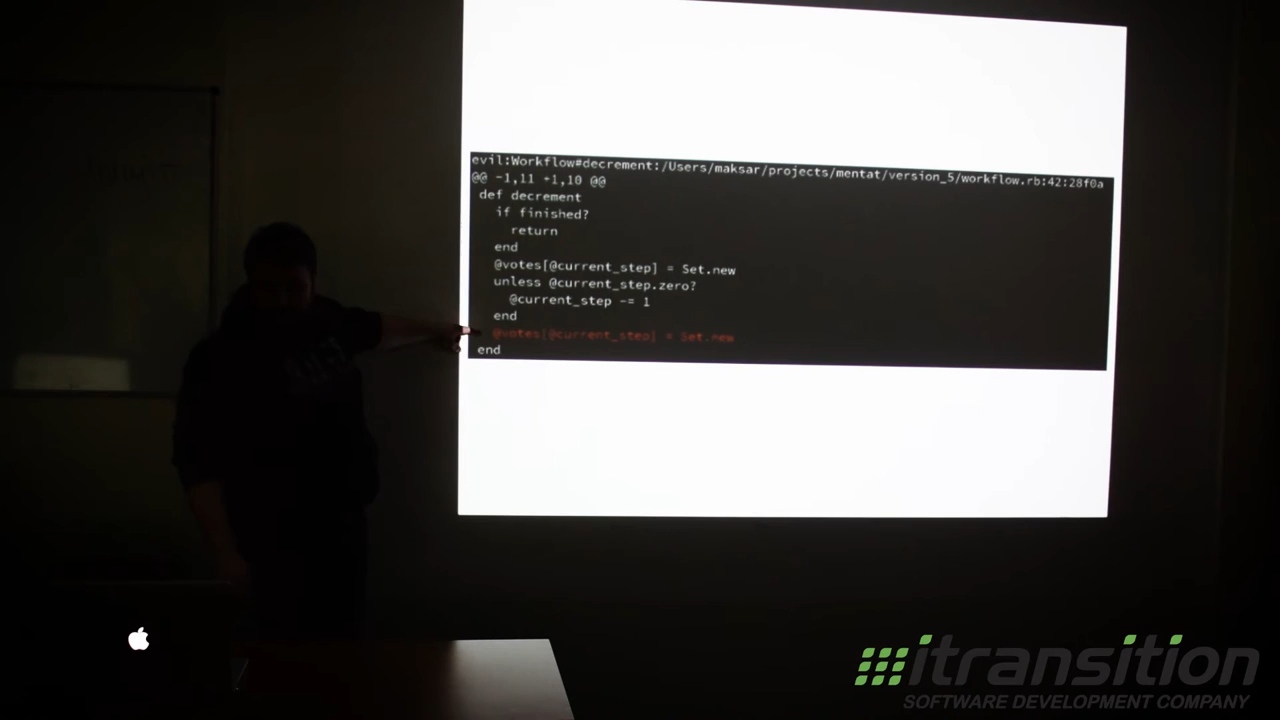 evil:Workflow#decrement:/Users/maksar/projects/mentat/version_5/workflow.rb:42:28f0a
@@ -1,11 +1,10 @@
def decrement
if finished?
return
end
@votes[@current_step] = Set.new
unless @current_step.zero?
@current_step -= 1
end
@votes[@current_step] = Set.new
end
itransition
SOFTWARE DEVELOPMENT COMPANY